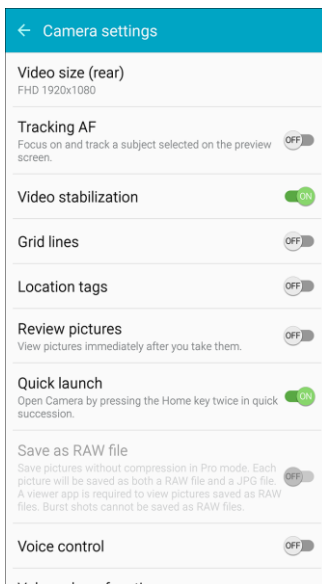 Camera settings
Video size (rear)
FHD 1920x1080
Tracking AF
Focus on and track a subject selected on the preview
screen.
OFF
Video stabilization
ON
Grid lines
OFF
Location tags
OFF
Review pictures
View pictures immediately after you take them.
OFF
Quick launch
Open Camera by pressing the Home key twice in quick
succession.
ON
Save as RAW file
Save pictures without compression in Pro mode. Each
picture will be saved as both a RAW file and a JPG file.
A viewer app is required to view pictures saved as RAW
files. Burst shots cannot be saved as RAW files.
OFF
Voice control
OFF